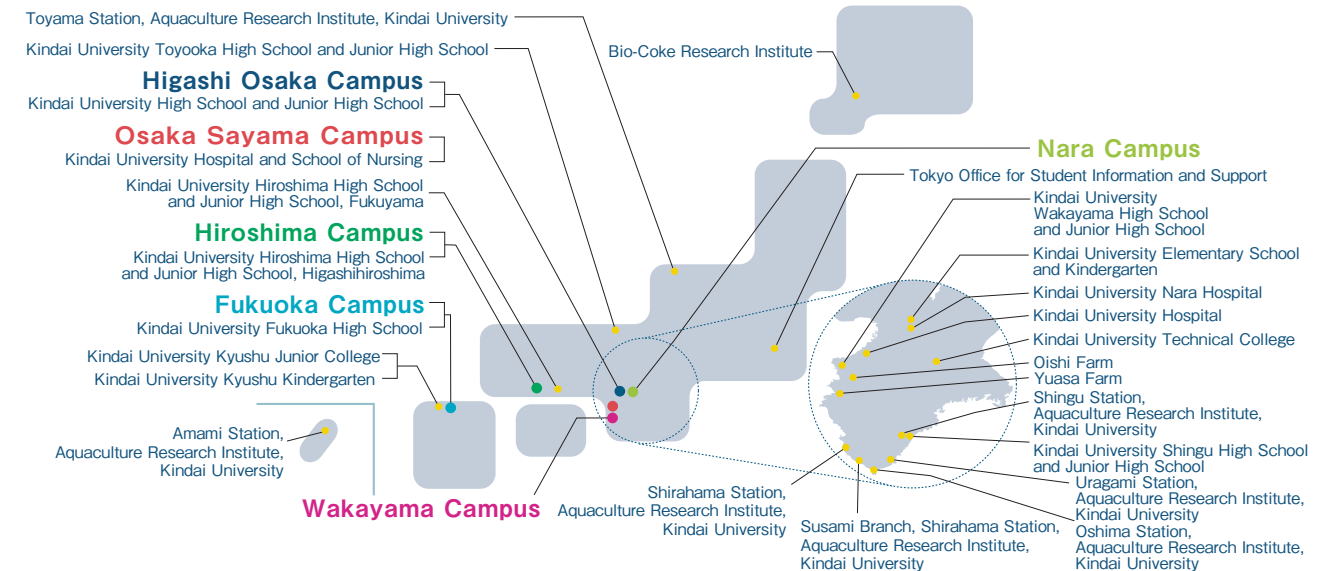 Toyama Station, Aquaculture Research Institute, Kindai University
Kindai University Toyooka High School and Junior High School
Higashi Osaka Campus
Kindai University High School and Junior High School
Osaka Sayama Campus
Kindai University Hospital and School of Nursing
Kindai University Hiroshima High School
and Junior High School, Fukuyama
Hiroshima Campus
Kindai University Hiroshima High School
and Junior High School, Higashihiroshima
Fukuoka Campus
Kindai University Fukuoka High School
Kindai University Kyushu Junior College
Kindai University Kyushu Kindergarten
Amami Station,
Aquaculture Research Institute,
Kindai University
Wakayama Campus
Bio-Coke Research Institute
Nara Campus
Tokyo Office for Student Information and Support
Kindai University
Wakayama High School
and Junior High School
Kindai University Elementary School
and Kindergarten
Kindai University Nara Hospital
Kindai University Hospital
Kindai University Technical College
Oishi Farm
Yuasa Farm
Shingu Station,
Aquaculture Research Institute,
Kindai University
Kindai University Shingu High School
and Junior High School
Uragami Station,
Aquaculture Research Institute,
Kindai University
Oshima Station,
Aquaculture Research Institute,
Kindai University
Shirahama Station,
Aquaculture Research Institute,
Kindai University
Susami Branch, Shirahama Station,
Aquaculture Research Institute,
Kindai University